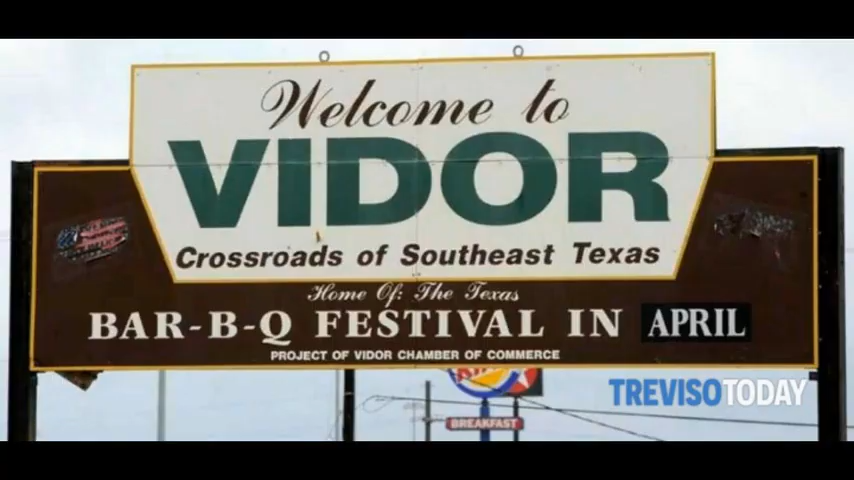 Welcome to
VIDOR
Crossroads of Southeast Texas
Home Of: The Texas
BAR-B-Q FESTIVAL IN APRIL
PROJECT OF VIDOR CHAMBER OF COMMERCE
BREAKFAST
TREVISOTODAY